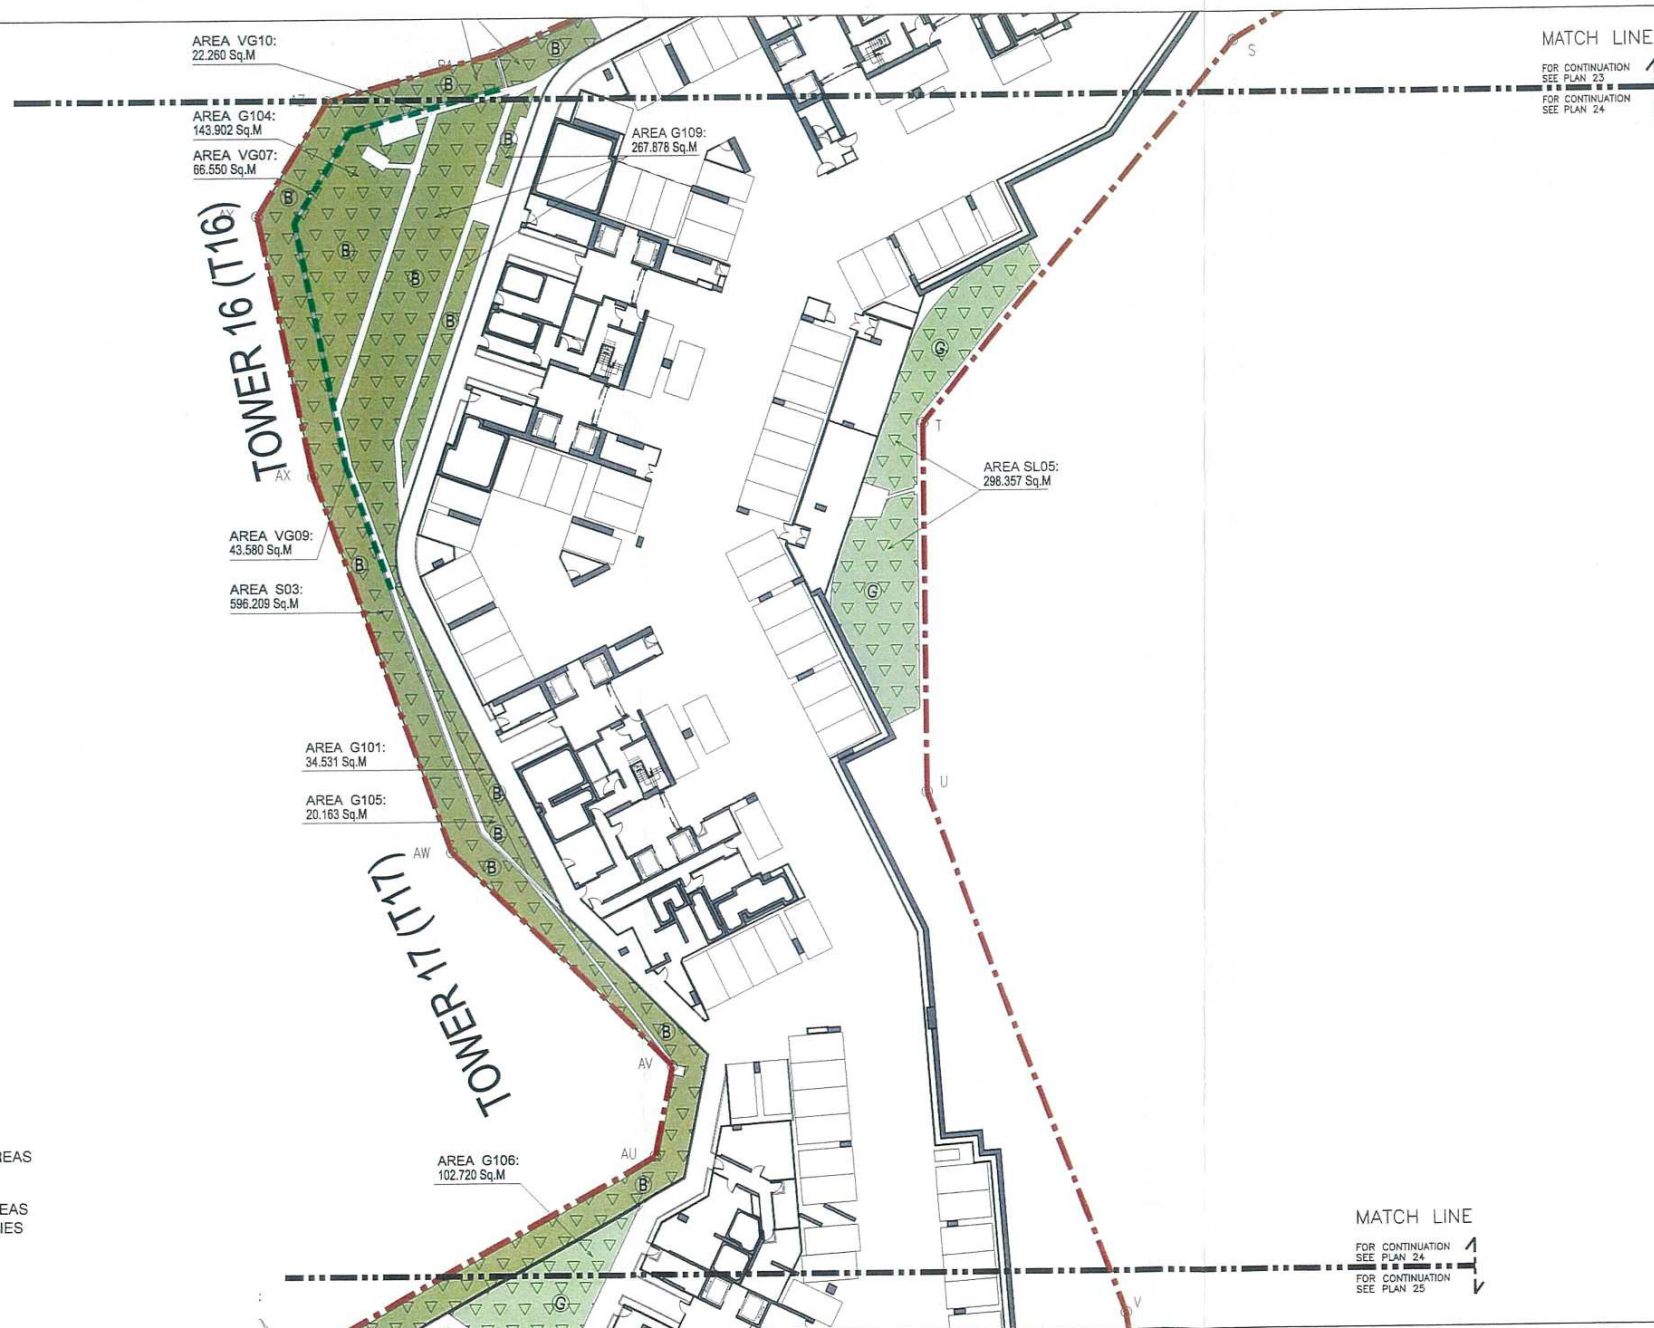 AREA VG10:
22.260 Sq.M
AREA G104:
143.902 Sq.M
AREA VG07:
66.550 Sq.M
AREA G109:
267.878 Sq.M
MATCH LINE
FOR CONTINUATION
SEE PLAN 23
FOR CONTINUATION
SEE PLAN 24
S
B
B
B
B
B
B
B
AY
TOWER 16 (T16)
G
T
AREA SL05:
298.357 Sq.M
AX
AREA VG09:
43.580 Sq.M
B
AREA S03:
596.209 Sq.M
G
AREA G101:
34.531 Sq.M
U
B
AREA G105:
20.163 Sq.M
B
AW
B
TOWER 17 (T17)
B
AV
AU
AREA G106:
102.720 Sq.M
B
G
EAS
IES
MATCH LINE
FOR CONTINUATION
SEE PLAN 24
FOR CONTINUATION
SEE PLAN 25
V